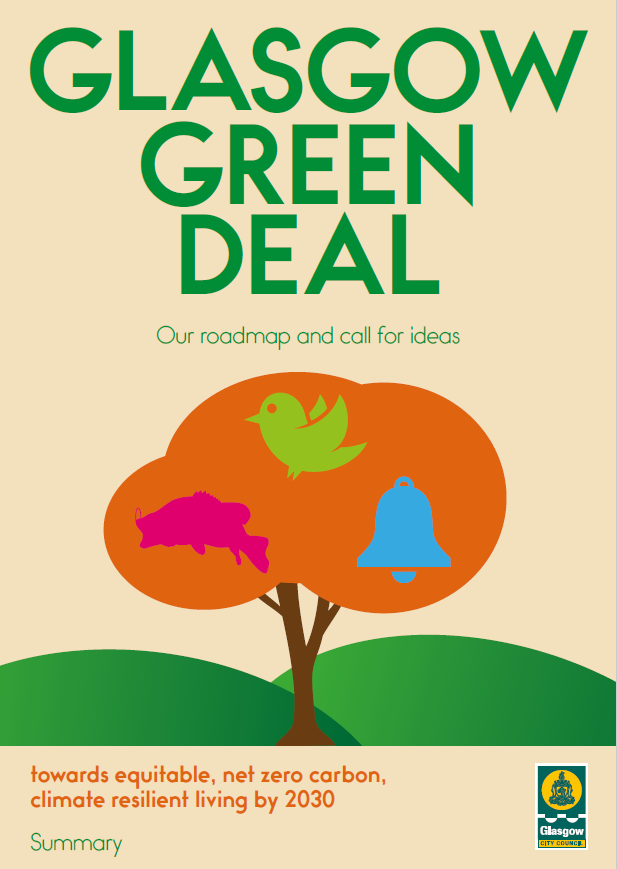 GLASGOW
GREEN
DEAL
Our roadmap and call for ideas
towards equitable, net zero carbon,
climate resilient living by 2030
Summary
Glasgow
CITY COUNCIL